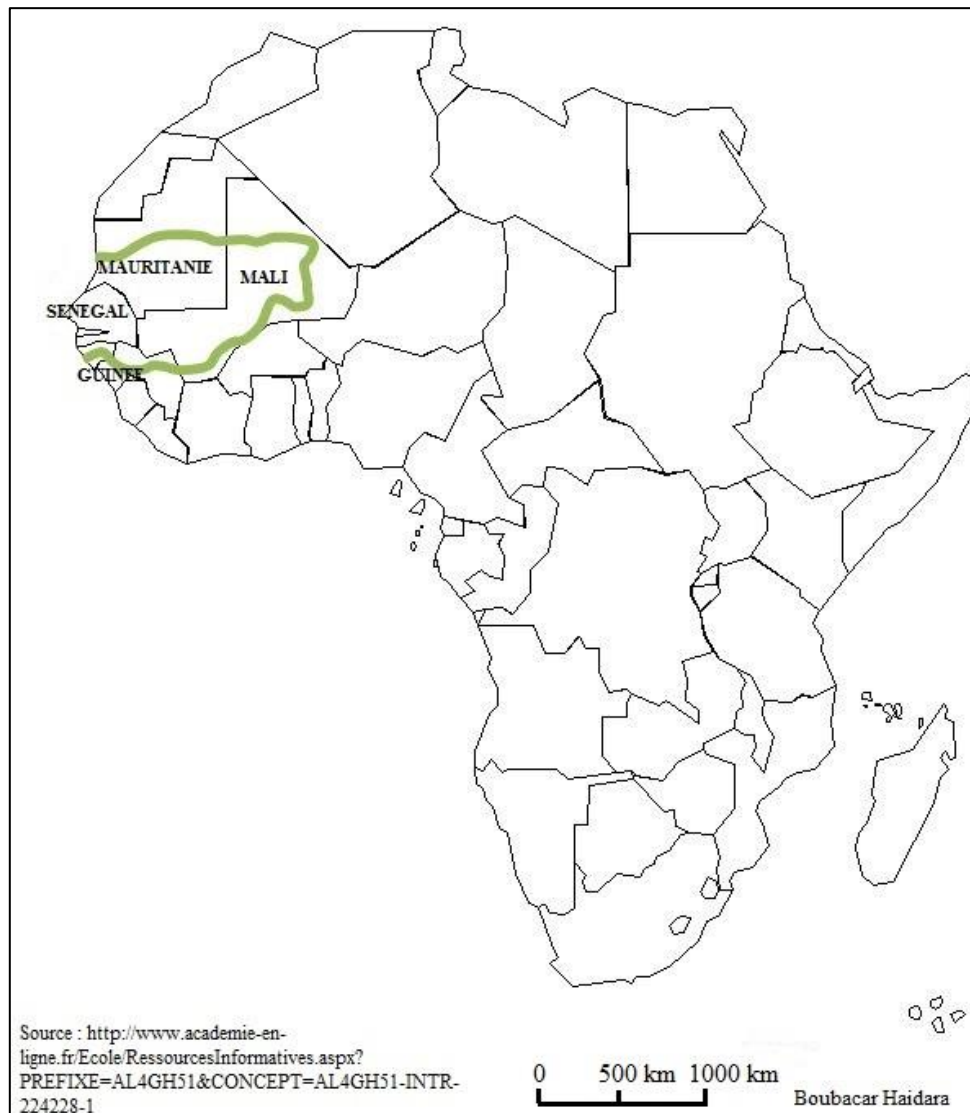 MAURITANIE
MALI
SENEGAL
GUINEE
Source : http://www.academie-en-
ligne.fr/Ecole/RessourcesInformatives.aspx?
PREFIXE=AL4GH51&CONCEPT=AL4GH51-INTR-
224228-1
0 500 km 1000 km
Boubacar Haidara